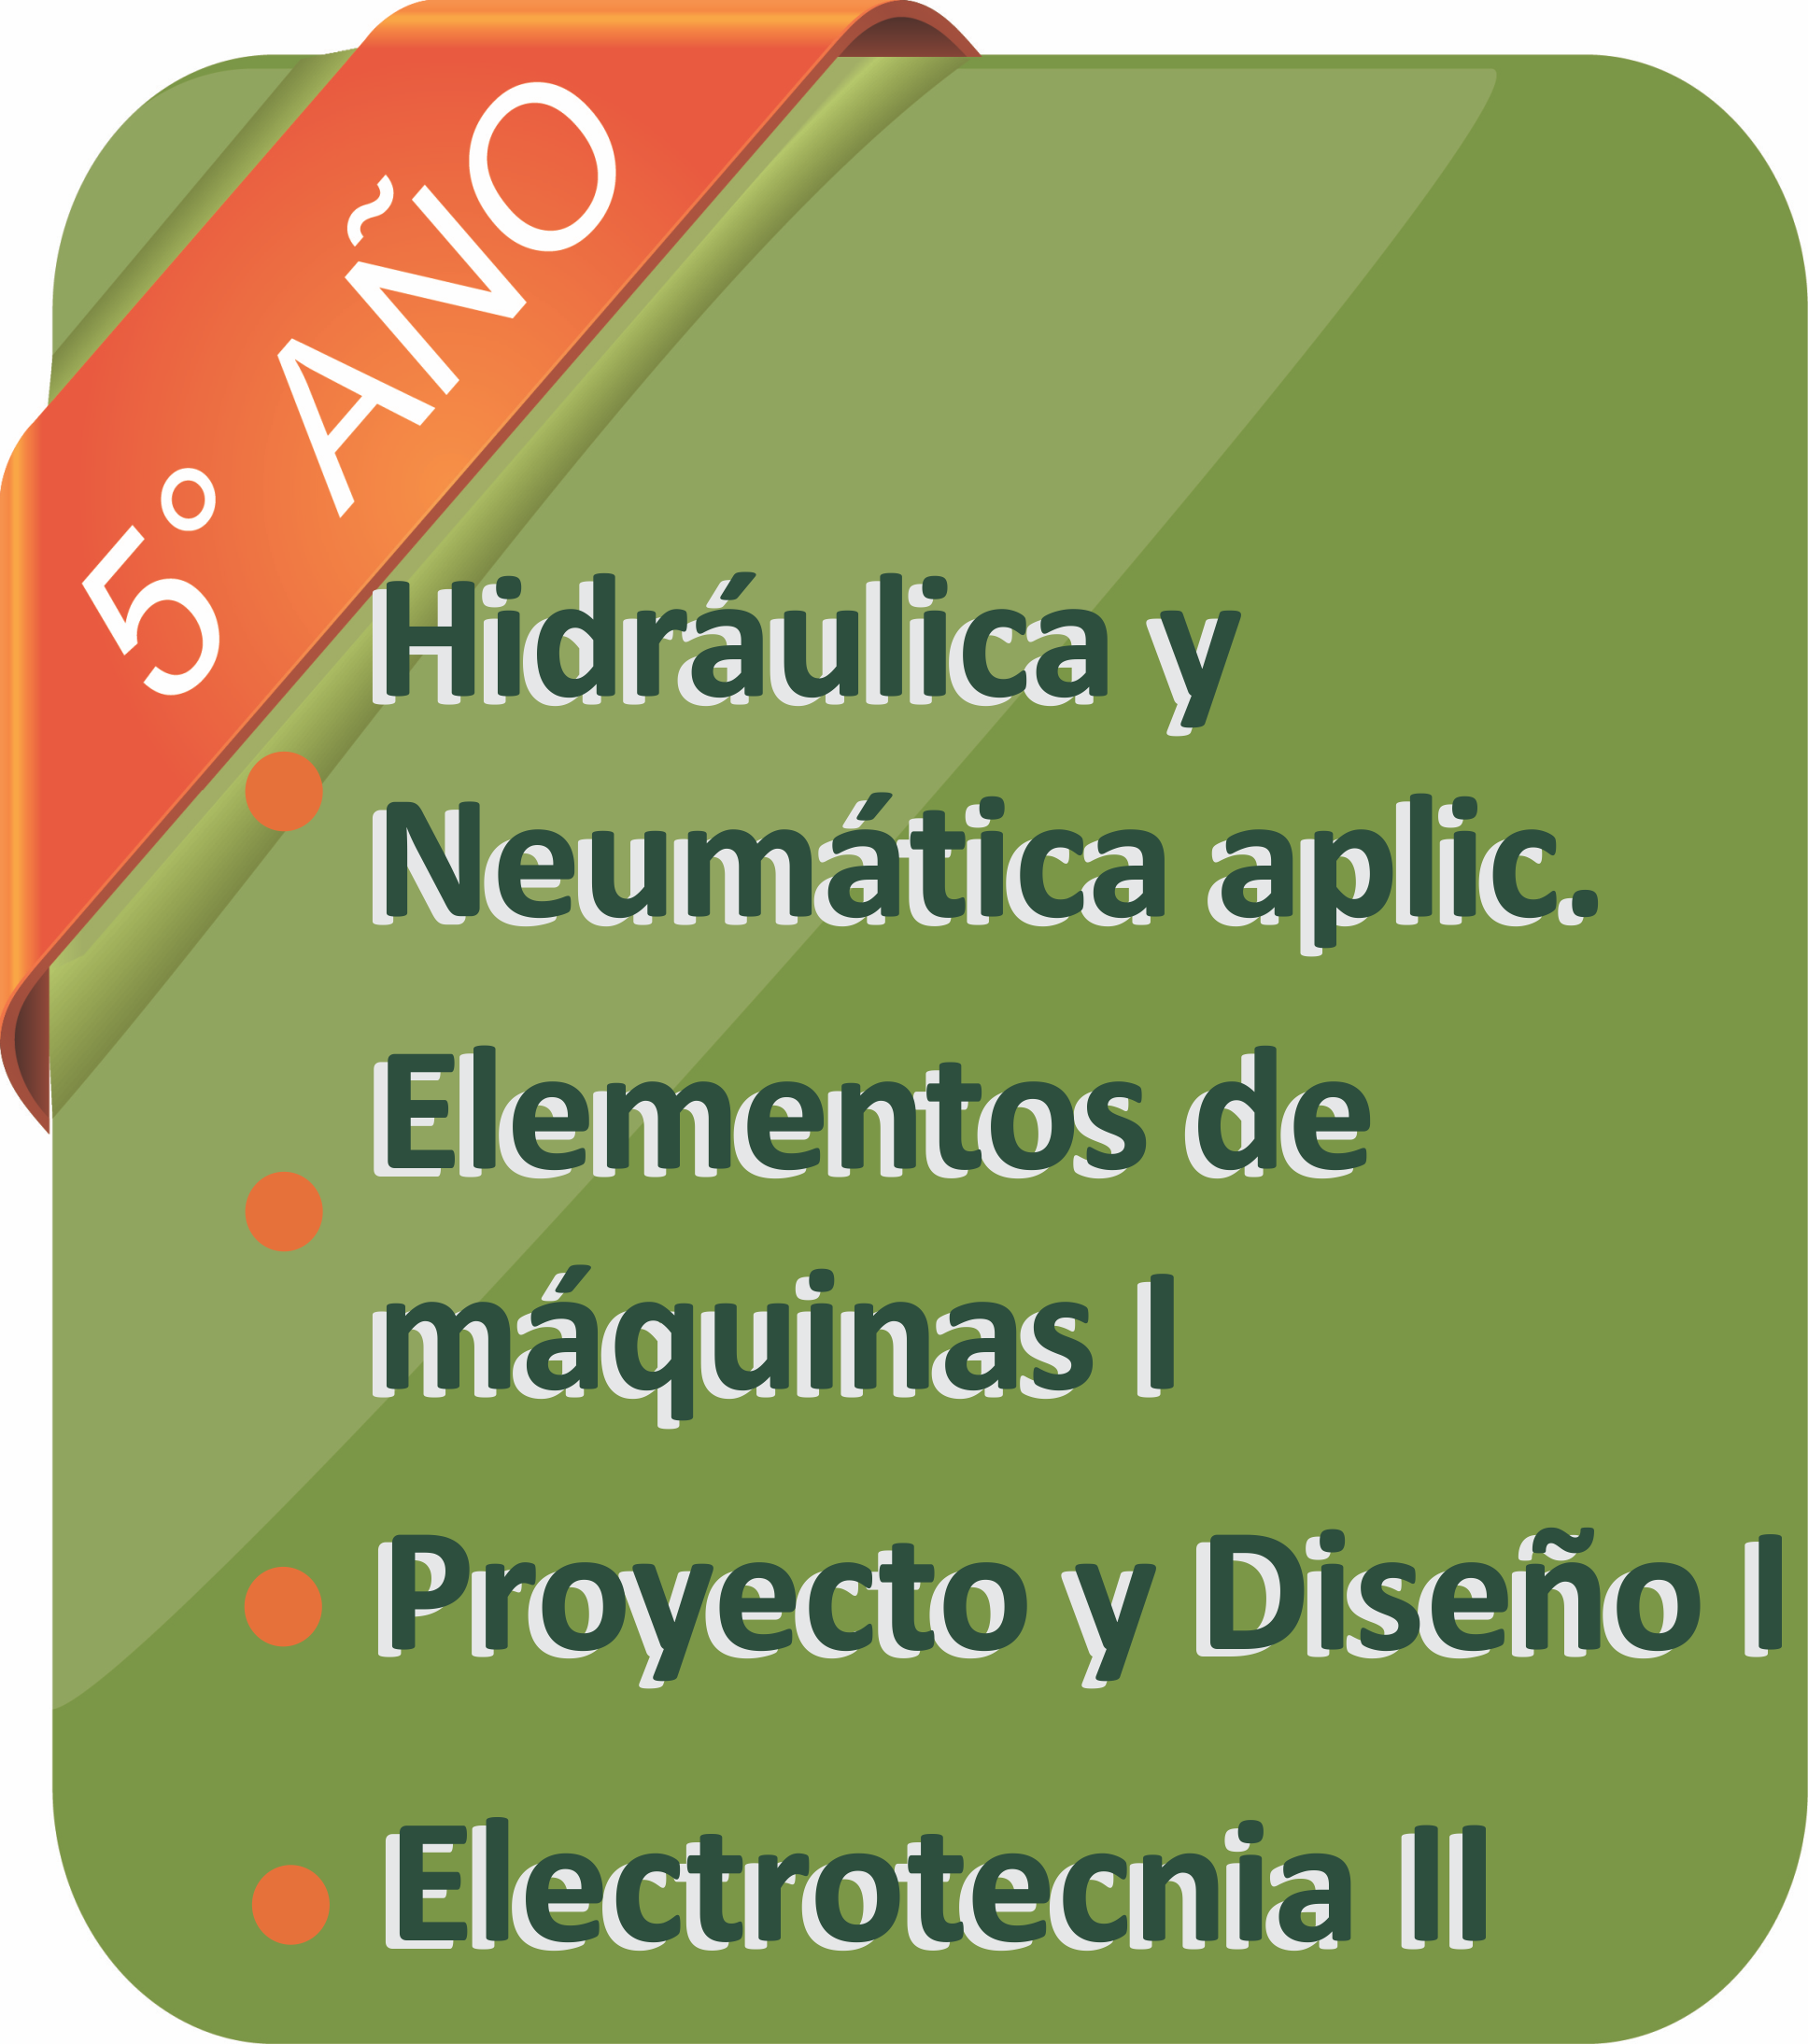 5° AÑO
Hidráulica y
Neumática aplic.
Elementos de
máquinas I
Proyecto y Diseño I
Electrotecnia II